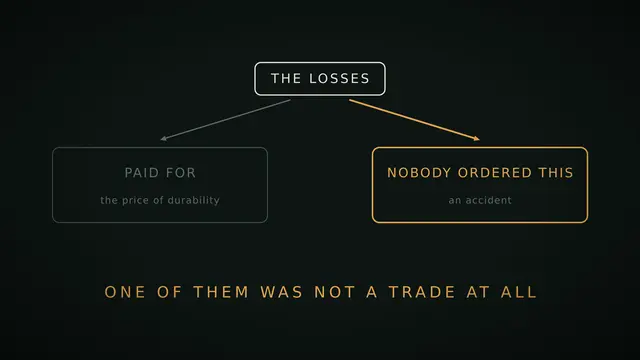 THE LOSSES
PAID FOR
the price of durability
NOBODY ORDERED THIS
an accident
ONE OF THEM WAS NOT A TRADE AT ALL